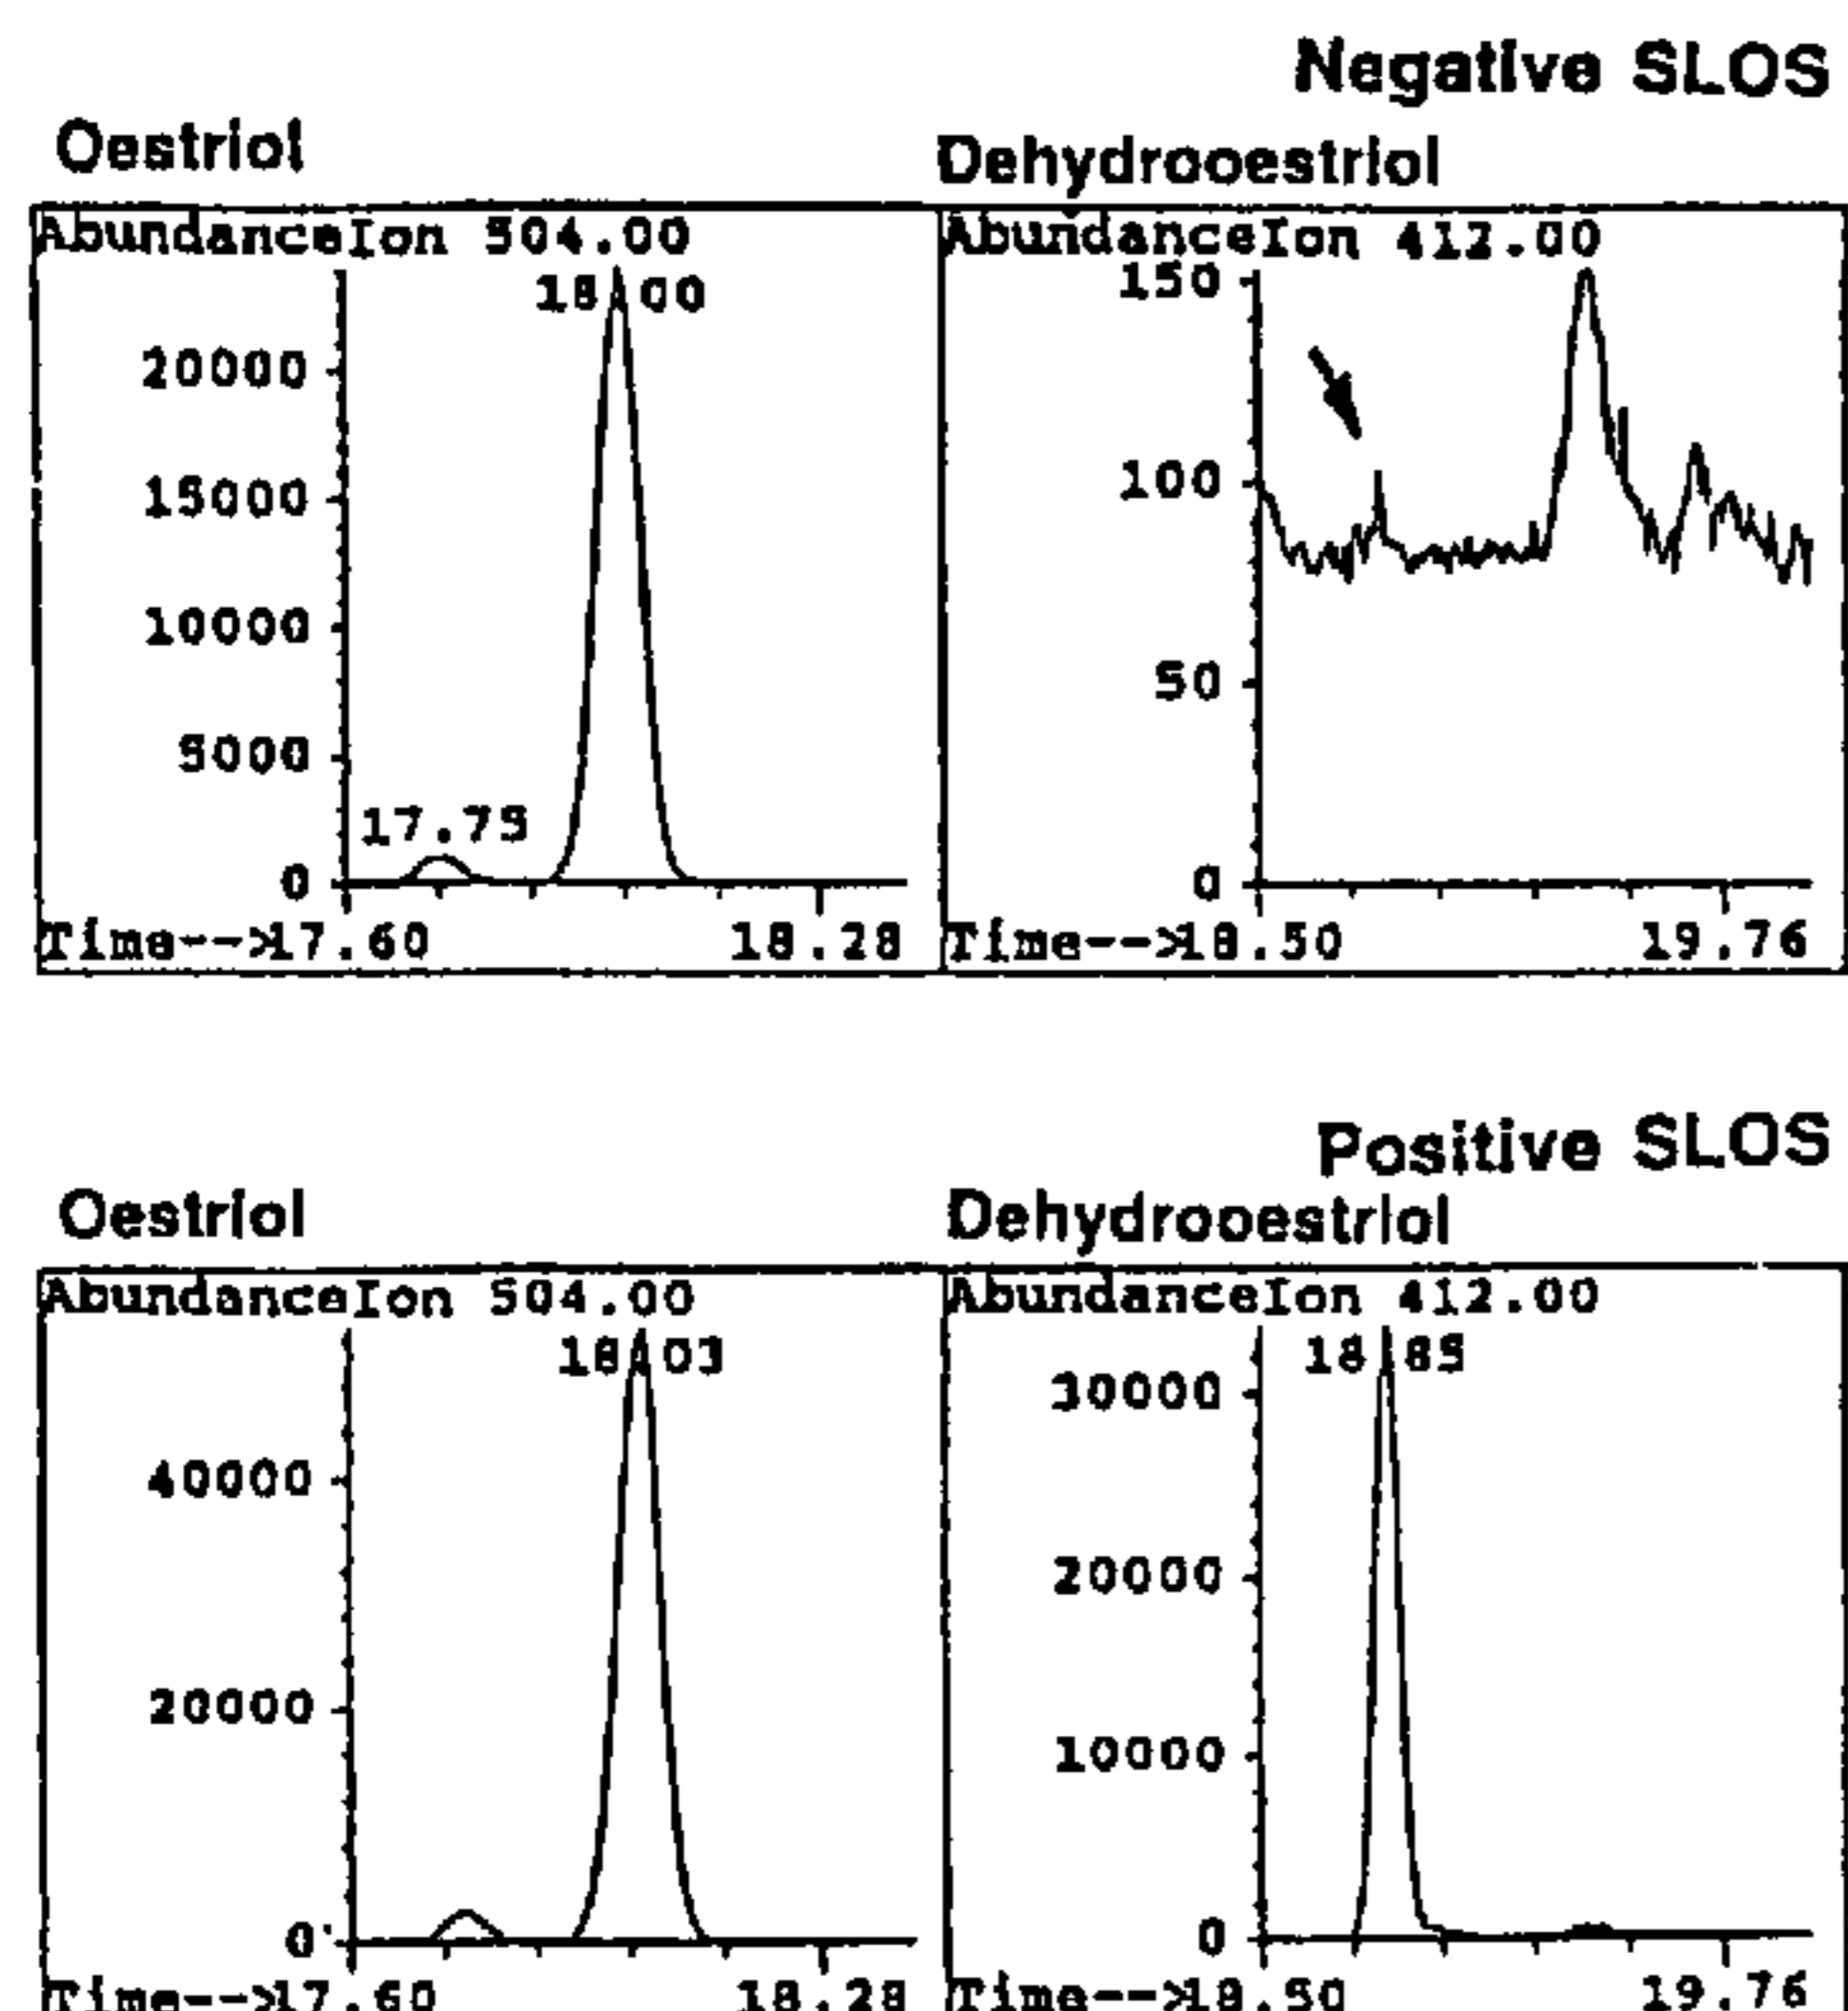 Negative SLOS
Oestriol
Dehydrooestriol
AbundanceIon 504.00
18.00
20000
15000
10000
5000
17.75
0
Time-->17.60 18.28
AbundanceIon 412.00
150
100
50
0
Time-->18.50 19.76
Positive SLOS
Oestriol
Dehydrooestriol
AbundanceIon 504.00
18.03
40000
20000
0
Time-->17.60 18.28
AbundanceIon 412.00
18.85
30000
20000
10000
0
Time-->18.50 19.76